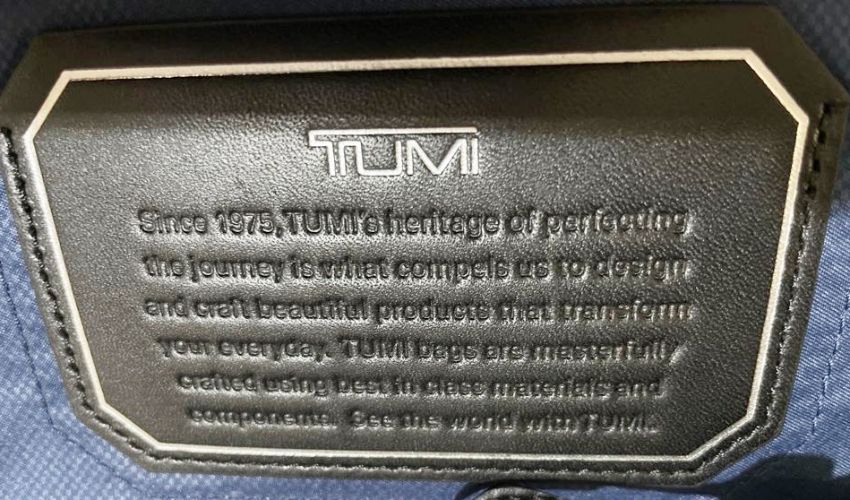 TUMI
Since 1975, TUMI's heritage of perfecting
the journey is what compels us to design
and craft beautiful products that transform
your everyday. TUMI bags are masterfully
crafted using best in class materials and
components. See the world with TUMI.